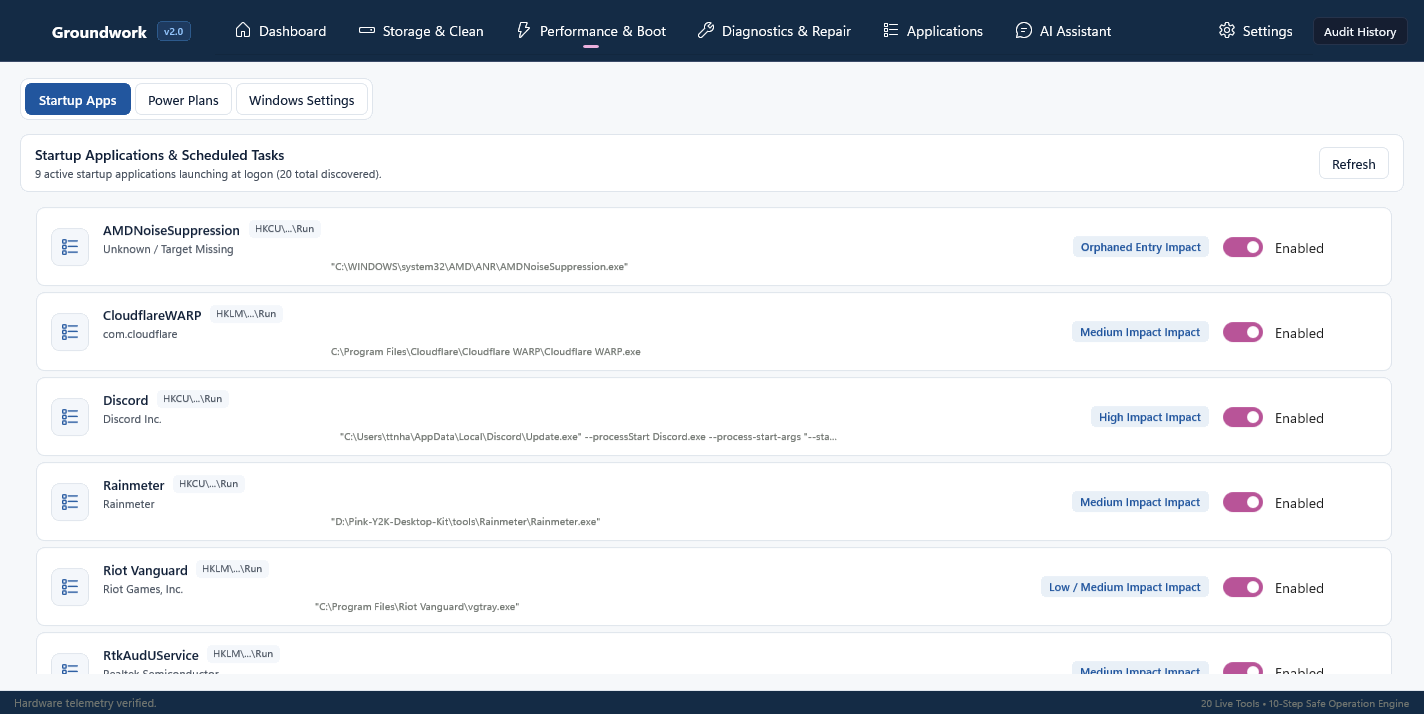 Groundwork v2.0 Dashboard Storage & Clean Performance & Boot Diagnostics & Repair Applications AI Assistant Settings Audit History
Startup Apps Power Plans Windows Settings
Startup Applications & Scheduled Tasks
9 active startup applications launching at logon (20 total discovered).
Refresh
AMDNoiseSuppression HKCU\...\Run
Unknown / Target Missing
"C:\WINDOWS\system32\AMD\ANR\AMDNoiseSuppression.exe"
Orphaned Entry Impact Enabled
CloudflareWARP HKLM\...\Run
com.cloudflare
C:\Program Files\Cloudflare\Cloudflare WARP\Cloudflare WARP.exe
Medium Impact Impact Enabled
Discord HKCU\...\Run
Discord Inc.
"C:\Users\ttnha\AppData\Local\Discord\Update.exe" --processStart Discord.exe --process-start-args "--sta...
High Impact Impact Enabled
Rainmeter HKCU\...\Run
Rainmeter
"D:\Pink-Y2K-Desktop-Kit\tools\Rainmeter\Rainmeter.exe"
Medium Impact Impact Enabled
Riot Vanguard HKLM\...\Run
Riot Games, Inc.
"C:\Program Files\Riot Vanguard\vgtray.exe"
Low / Medium Impact Impact Enabled
RtkAudUService HKLM\...\Run
Realtek Semiconductor
Medium Impact Impact Enabled
Hardware telemetry verified.
20 Live Tools • 10-Step Safe Operation Engine